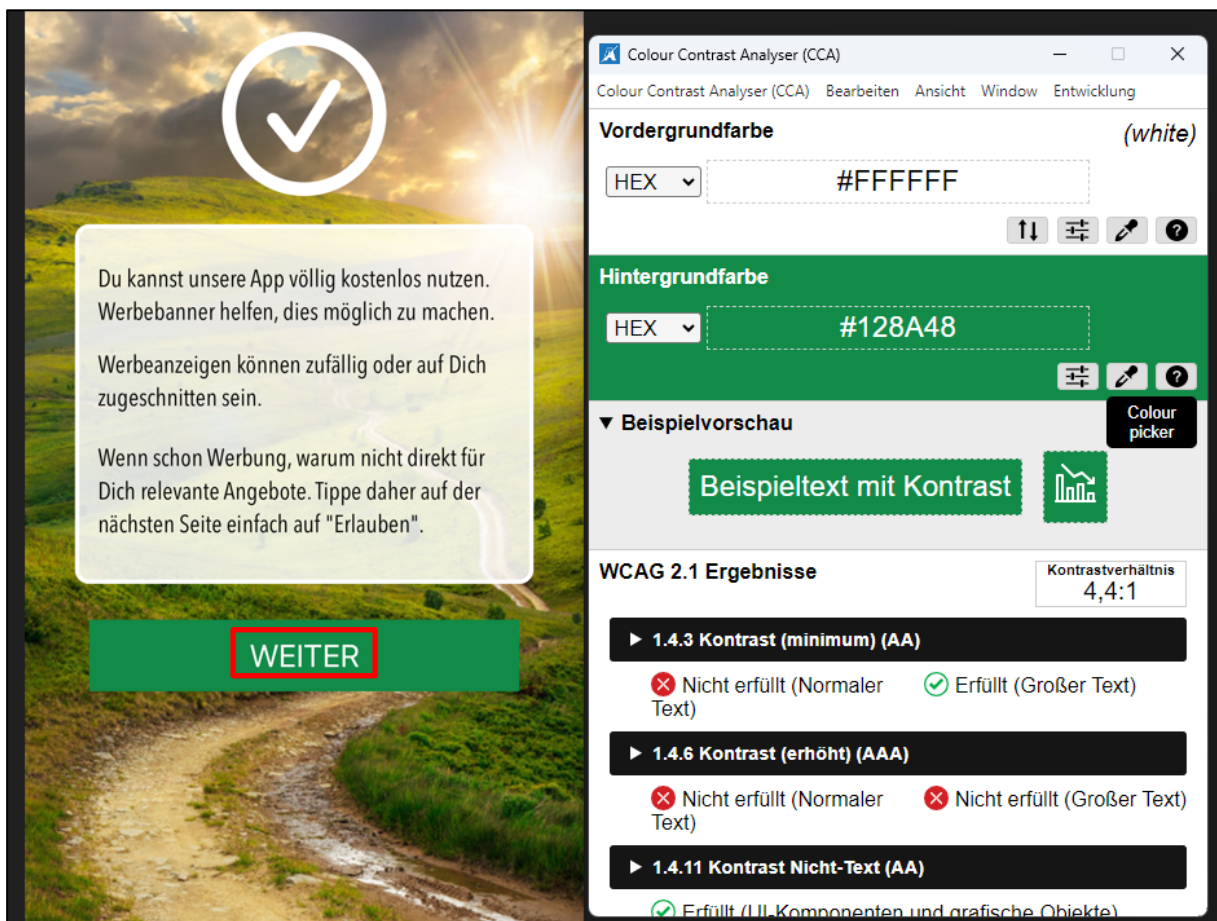 Du kannst unsere App völlig kostenlos nutzen.
Werbebanner helfen, dies möglich zu machen.
Werbeanzeigen können zufällig oder auf Dich
zugeschnitten sein.
Wenn schon Werbung, warum nicht direkt für
Dich relevante Angebote. Tippe daher auf der
nächsten Seite einfach auf "Erlauben".
WEITER
Colour Contrast Analyser (CCA)
Colour Contrast Analyser (CCA) Bearbeiten Ansicht Window Entwicklung
Vordergrundfarbe (white)
HEX #FFFFFF
Hintergrundfarbe
HEX #128A48
Colour
picker
Beispielvorschau
Beispieltext mit Kontrast
WCAG 2.1 Ergebnisse
Kontrastverhältnis
4,4:1
1.4.3 Kontrast (minimum) (AA)
Nicht erfüllt (Normaler
Text)
Erfüllt (Großer Text)
1.4.6 Kontrast (erhöht) (AAA)
Nicht erfüllt (Normaler
Text)
Nicht erfüllt (Großer Text)
1.4.11 Kontrast Nicht-Text (AA)
Erfüllt (UI-Komponenten und grafische Objekte)